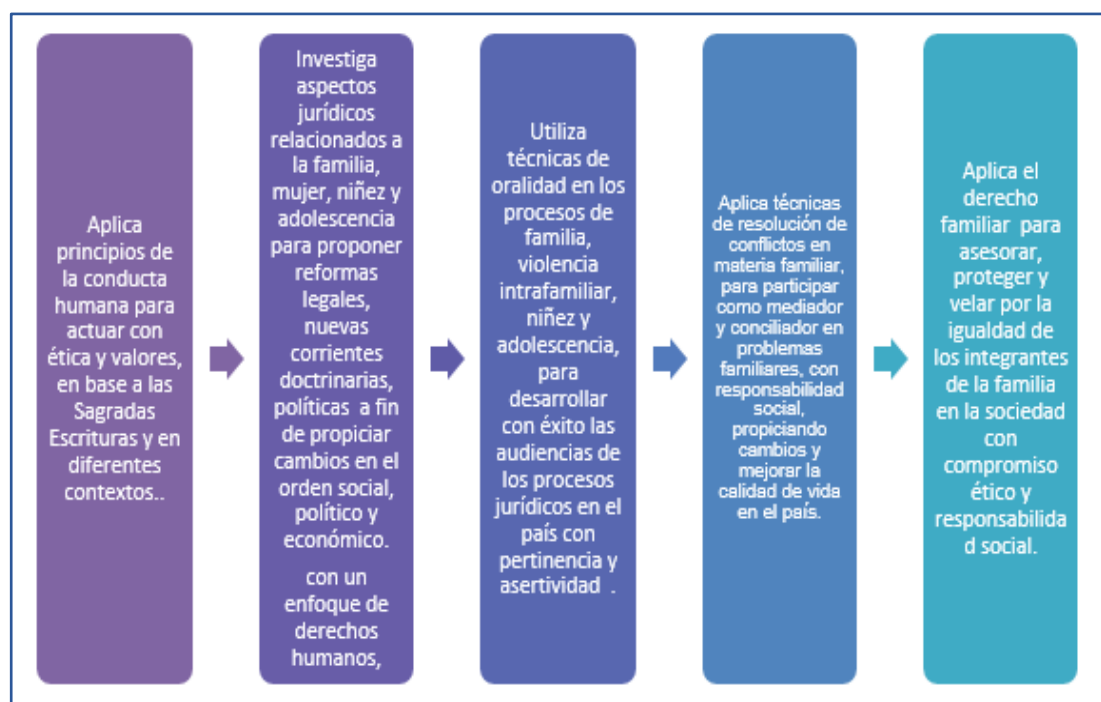 Aplica
principios de
la conducta
humana para
actuar con
ética y valores,
en base a las
Sagradas
Escrituras y en
diferentes
contextos..
Investiga
aspectos
jurídicos
relacionados a
la familia,
mujer, niñez y
adolescencia
para proponer
reformas
legales,
nuevas
corrientes
doctrinarias,
políticas a fin
de propiciar
cambios en el
orden social,
político y
económico.
con un
enfoque de
derechos
humanos,
Utiliza
técnicas de
oralidad en los
procesos de
familia,
violencia
intrafamiliar,
niñez y
adolescencia,
para
desarrollar
con éxito las
audiencias de
los procesos
jurídicos en el
país con
pertinencia y
asertividad .
Aplica técnicas
de resolución de
conflictos en
materia familiar,
para participar
como mediador
y conciliador en
problemas
familiares, con
responsabilidad
social,
propiciando
cambios y
mejorar la
calidad de vida
en el país.
Aplica el
derecho
familiar para
asesorar,
proteger y
velar por la
igualdad de
los integrantes
de la familia
en la sociedad
con
compromiso
ético y
responsabilida
d social.